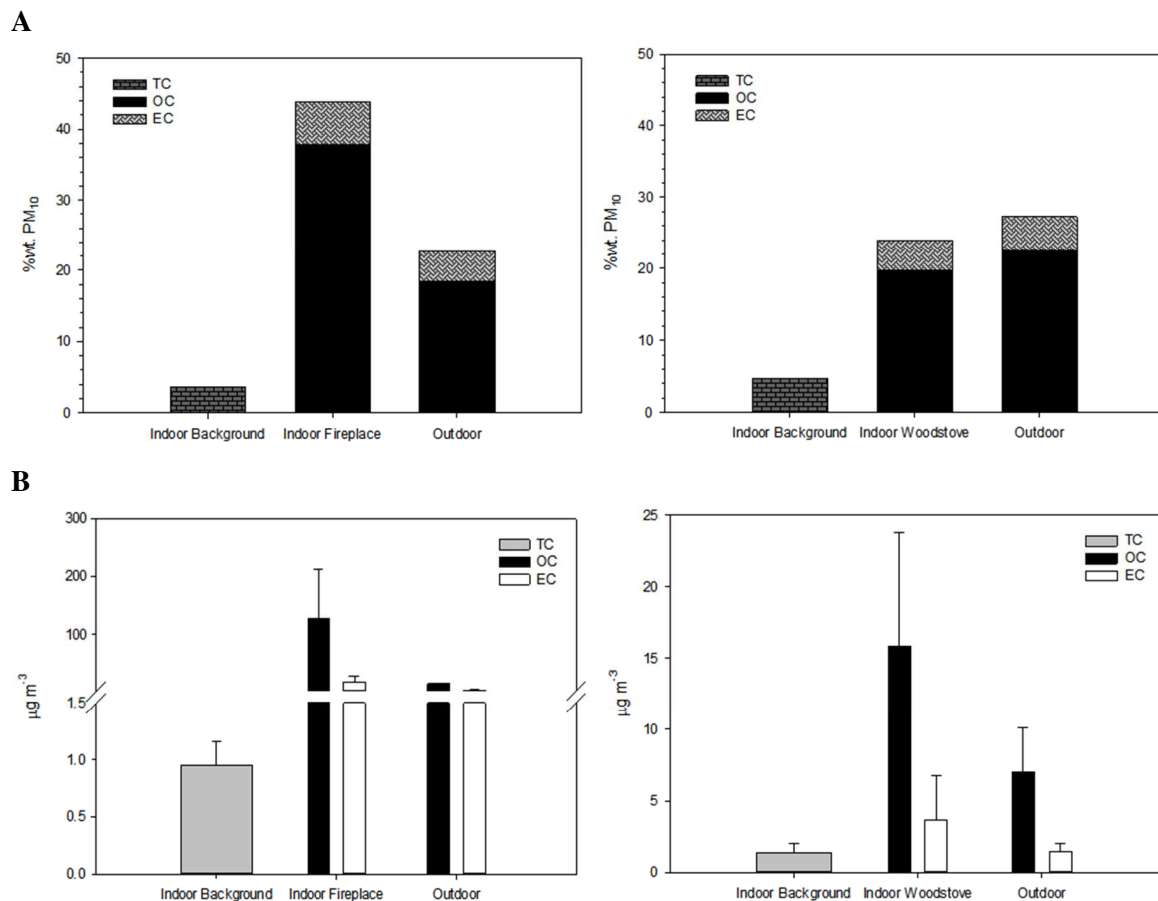 A
50
40
30
20
10
0
%wt. PM10
TC
OC
EC
Indoor Background
Indoor Fireplace
Outdoor
50
40
30
20
10
0
%wt. PM10
TC
OC
EC
Indoor Background
Indoor Woodstove
Outdoor
B
300
200
100
1.5
1.0
0.5
0.0
µg m-3
TC
OC
EC
Indoor Background
Indoor Fireplace
Outdoor
25
20
15
10
5
0
µg m-3
TC
OC
EC
Indoor Background
Indoor Woodstove
Outdoor